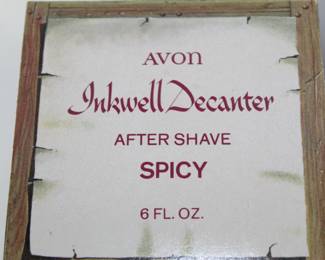 AVON
Inkwell Decanter
AFTER SHAVE
SPICY
6 FL. OZ.